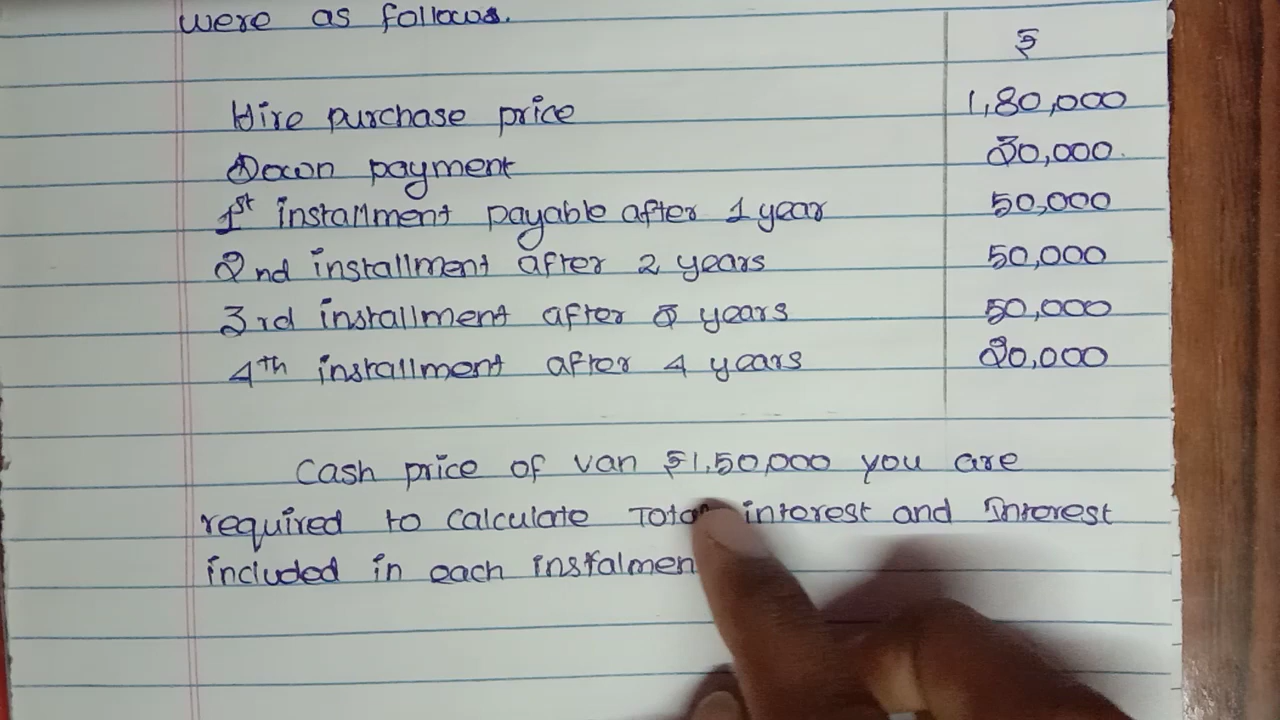 were as follows.
₹
Hire purchase price 1,80,000
Down payment 30,000.
1st installment payable after 1 year 50,000
2nd installment after 2 years 50,000
3rd installment after 3 years 50,000
4th installment after 4 years 20,000
Cash price of van ₹1,50,000 you are
required to calculate interest and Interest
included in each